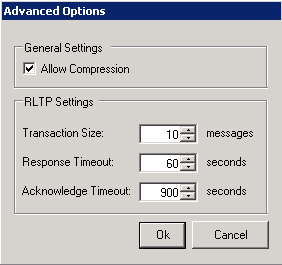 Advanced Options
General Settings
Allow Compression
RLTP Settings
Transaction Size: 10 messages
Response Timeout: 60 seconds
Acknowledge Timeout: 900 seconds
Ok Cancel